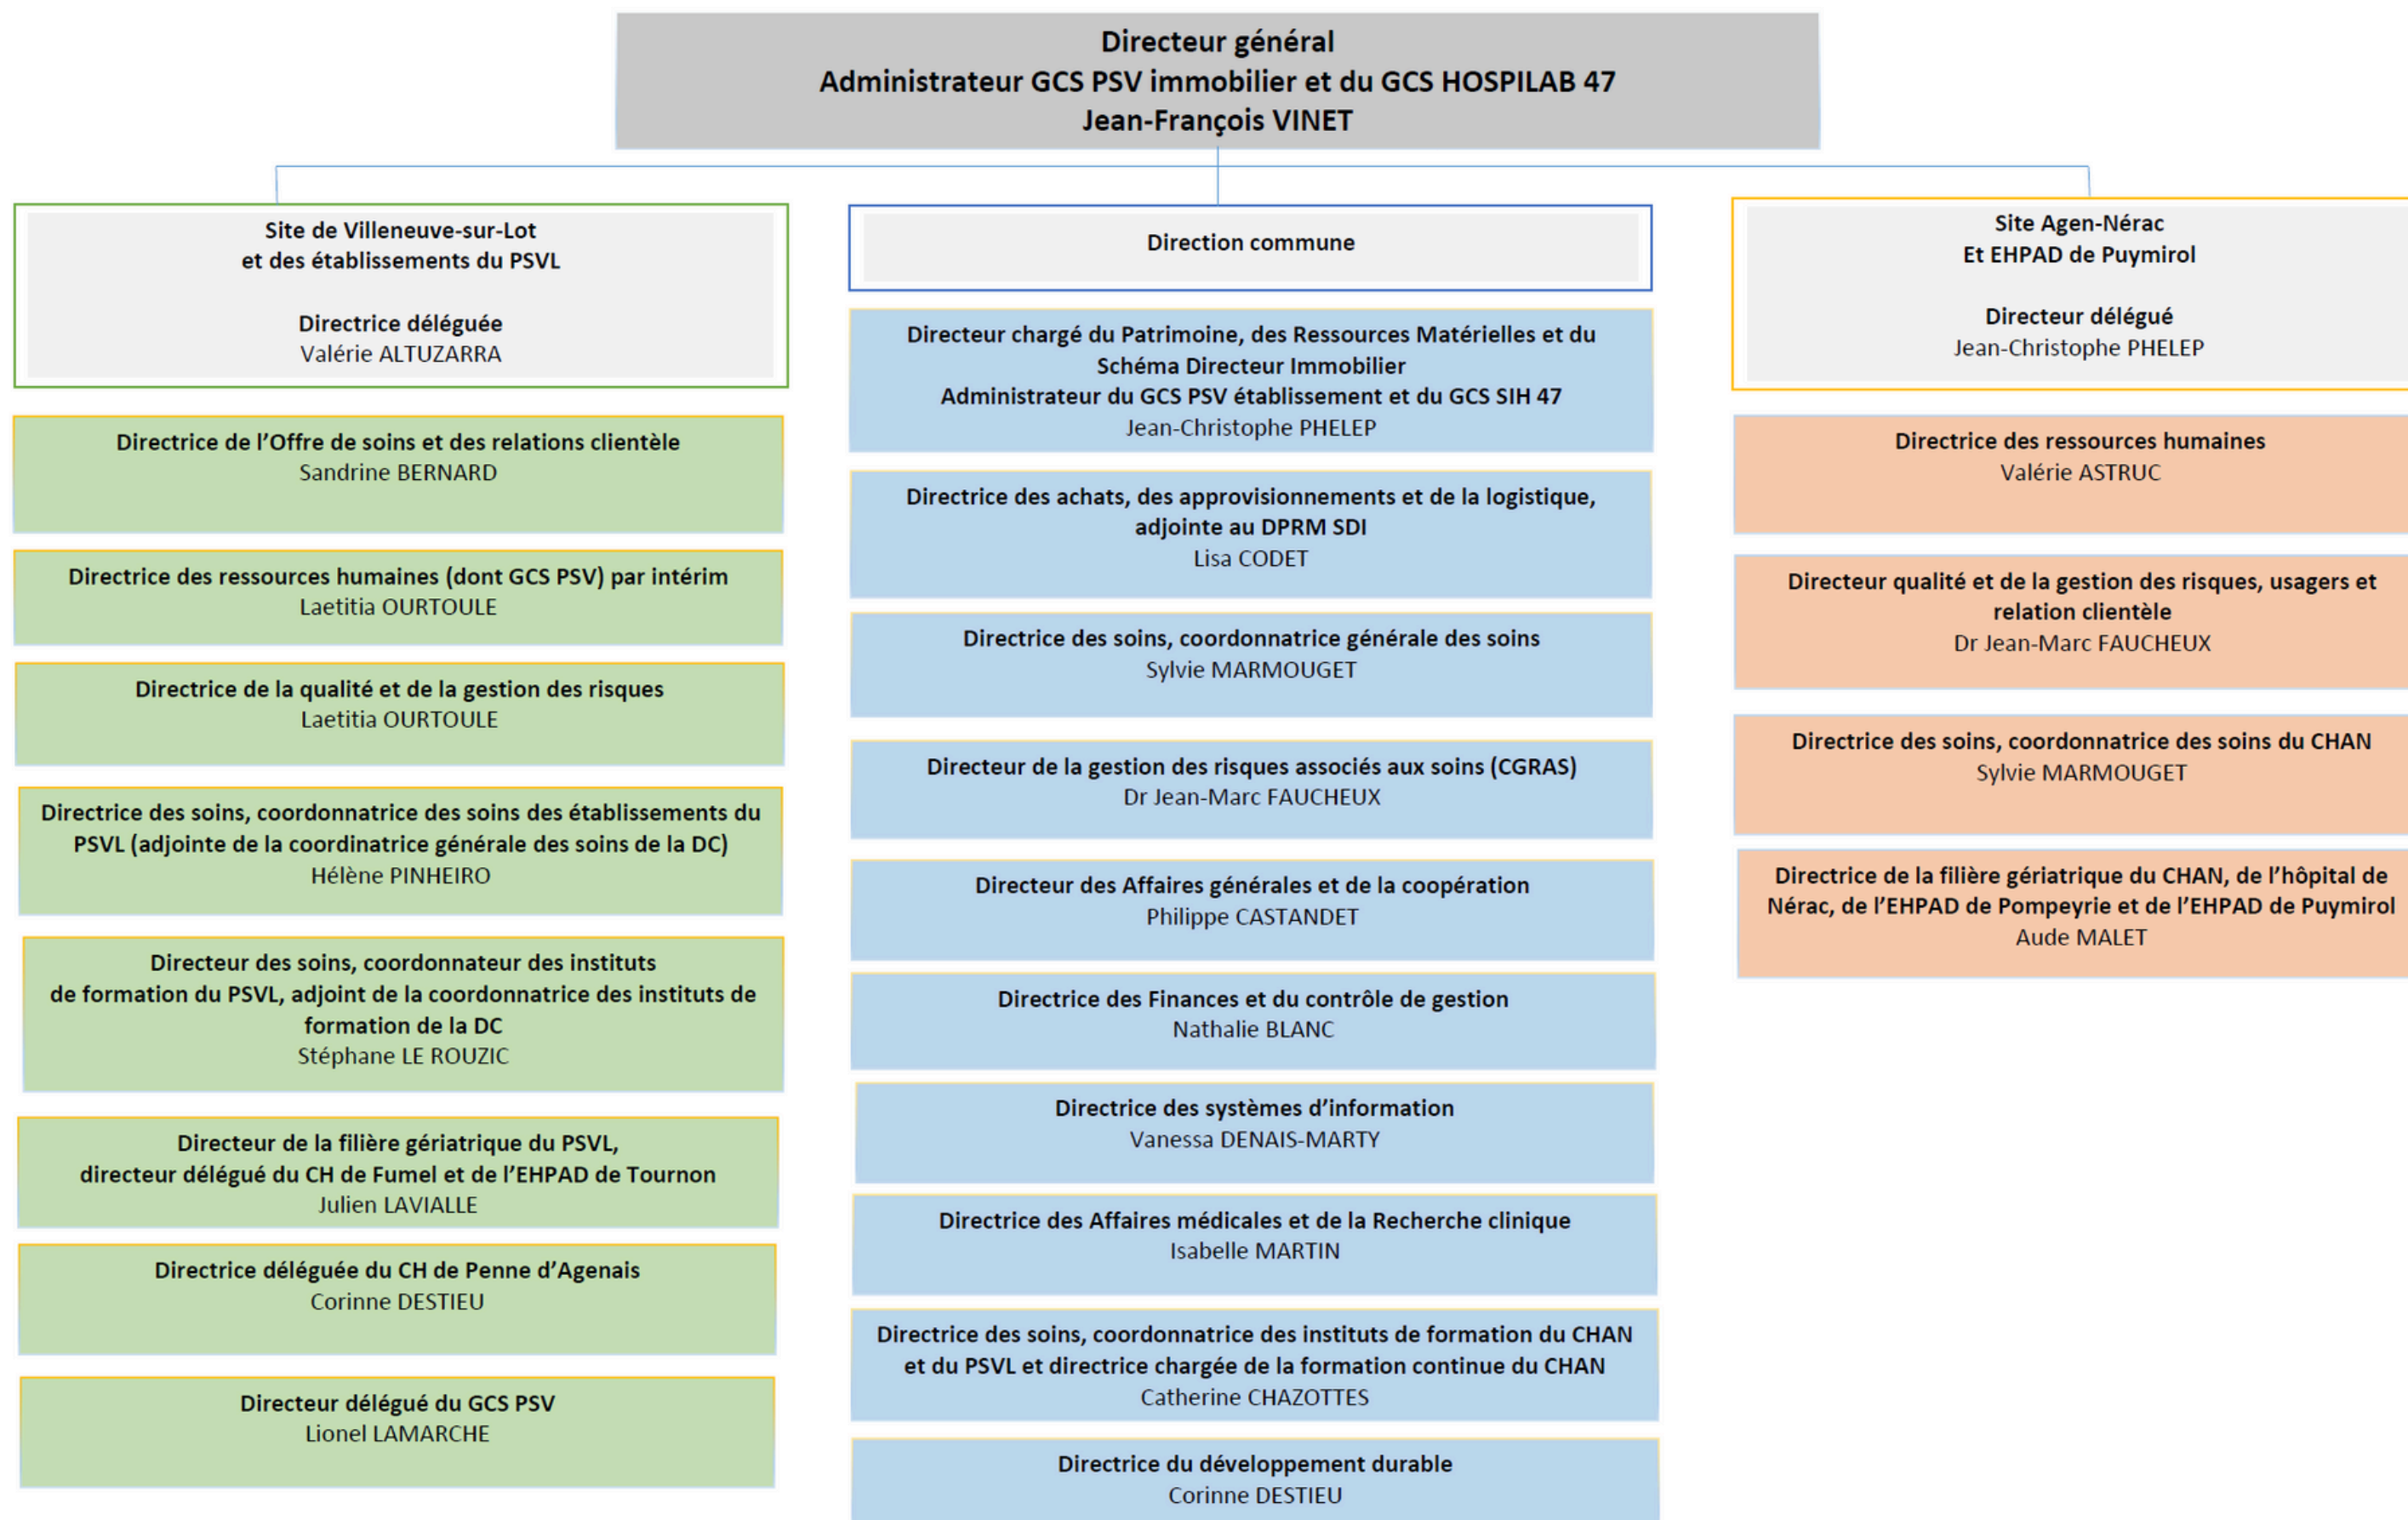 Directeur général
Administrateur GCS PSV immobilier et du GCS HOSPILAB 47
Jean-François VINET
Site de Villeneuve-sur-Lot
et des établissements du PSVL
Directrice déléguée
Valérie ALTUZARRA
Directrice de l’Offre de soins et des relations clientèle
Sandrine BERNARD
Directrice des ressources humaines (dont GCS PSV) par intérim
Laetitia OURTOULE
Directrice de la qualité et de la gestion des risques
Laetitia OURTOULE
Directrice des soins, coordonnatrice des soins des établissements du
PSVL (adjointe de la coordinatrice générale des soins de la DC)
Hélène PINHEIRO
Directeur des soins, coordonnateur des instituts
de formation du PSVL, adjoint de la coordonnatrice des instituts de
formation de la DC
Stéphane LE ROUZIC
Directeur de la filière gériatrique du PSVL,
directeur délégué du CH de Fumel et de l’EHPAD de Tournon
Julien LAVIALLE
Directrice déléguée du CH de Penne d’Agenais
Corinne DESTIEU
Directeur délégué du GCS PSV
Lionel LAMARCHE
Direction commune
Directeur chargé du Patrimoine, des Ressources Matérielles et du
Schéma Directeur Immobilier
Administrateur du GCS PSV établissement et du GCS SIH 47
Jean-Christophe PHELEP
Directrice des achats, des approvisionnements et de la logistique,
adjointe au DPRM SDI
Lisa CODET
Directrice des soins, coordonnatrice générale des soins
Sylvie MARMOUGET
Directeur de la gestion des risques associés aux soins (CGRAS)
Dr Jean-Marc FAUCHEUX
Directeur des Affaires générales et de la coopération
Philippe CASTANDET
Directrice des Finances et du contrôle de gestion
Nathalie BLANC
Directrice des systèmes d’information
Vanessa DENAIS-MARTY
Directrice des Affaires médicales et de la Recherche clinique
Isabelle MARTIN
Directrice des soins, coordonnatrice des instituts de formation du CHAN
et du PSVL et directrice chargée de la formation continue du CHAN
Catherine CHAZOTTES
Directrice du développement durable
Corinne DESTIEU
Site Agen-Nérac
Et EHPAD de Puymirol
Directeur délégué
Jean-Christophe PHELEP
Directrice des ressources humaines
Valérie ASTRUC
Directeur qualité et de la gestion des risques, usagers et
relation clientèle
Dr Jean-Marc FAUCHEUX
Directrice des soins, coordonnatrice des soins du CHAN
Sylvie MARMOUGET
Directrice de la filière gériatrique du CHAN, de l’hôpital de
Nérac, de l’EHPAD de Pompeyrie et de l’EHPAD de Puymirol
Aude MALET